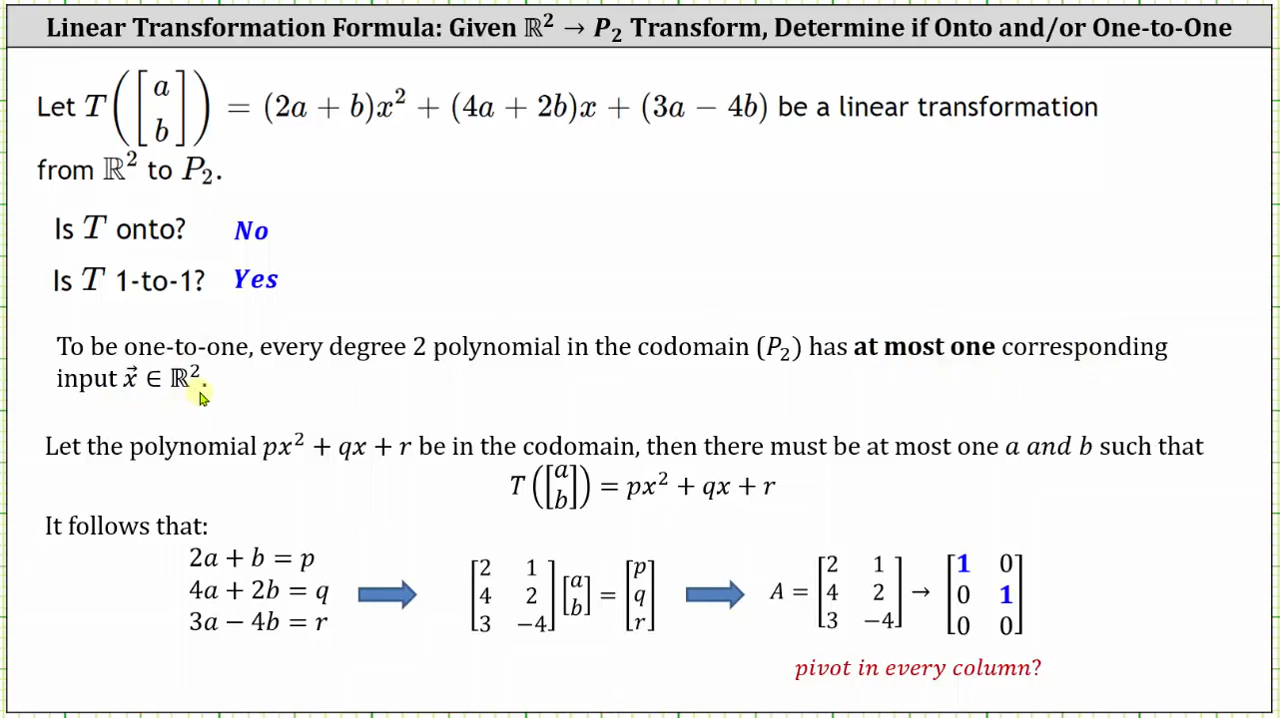 Linear Transformation Formula: Given ℝ² → P₂ Transform, Determine if Onto and/or One-to-One
Let T([a b]) = (2a + b)x² + (4a + 2b)x + (3a − 4b) be a linear transformation
from ℝ² to P₂.
Is T onto? No
Is T 1-to-1? Yes
To be one-to-one, every degree 2 polynomial in the codomain (P₂) has at most one corresponding
input x⃗ ∈ ℝ².
Let the polynomial px² + qx + r be in the codomain, then there must be at most one a and b such that
T([a b]) = px² + qx + r
It follows that:
2a + b = p
4a + 2b = q
3a − 4b = r
[2 1; 4 2; 3 −4] [a b] = [p q r]
A = [2 1; 4 2; 3 −4] → [1 0; 0 1; 0 0]
pivot in every column?